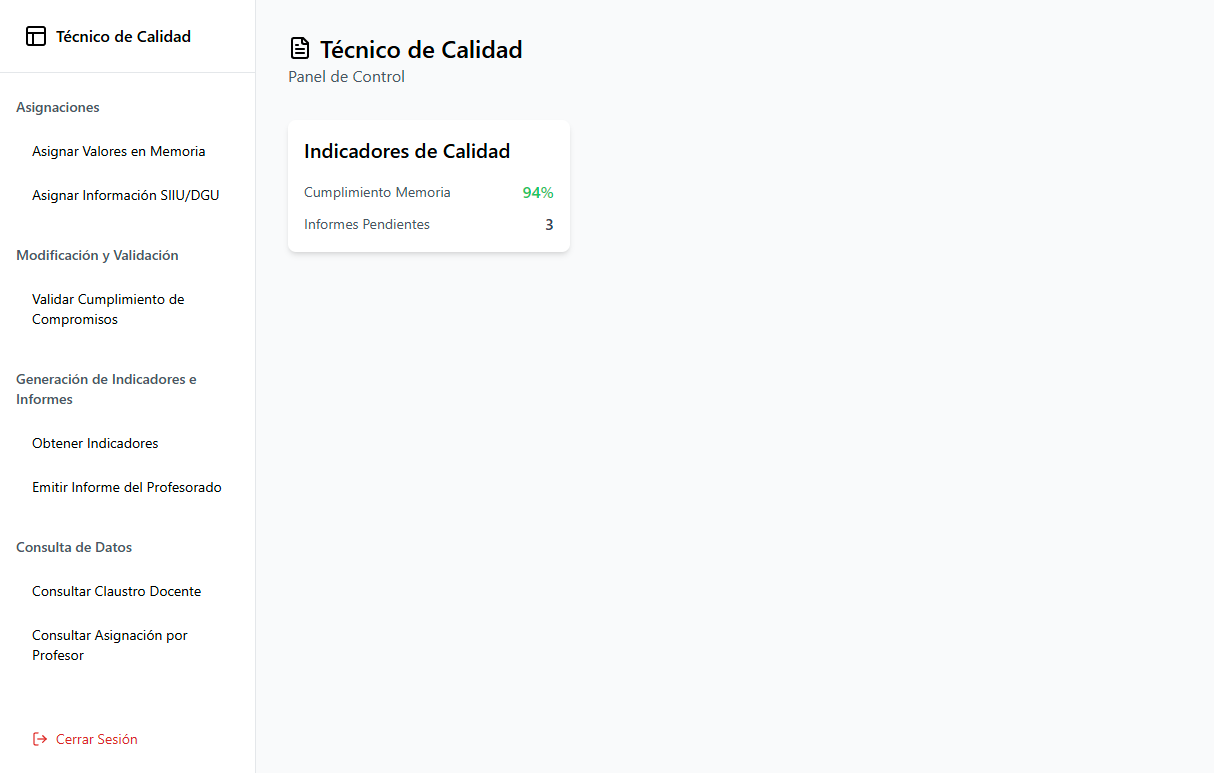 Técnico de Calidad
Asignaciones
Asignar Valores en Memoria
Asignar Información SIIU/DGU
Modificación y Validación
Validar Cumplimiento de
Compromisos
Generación de Indicadores e
Informes
Obtener Indicadores
Emitir Informe del Profesorado
Consulta de Datos
Consultar Claustro Docente
Consultar Asignación por
Profesor
Cerrar Sesión
Técnico de Calidad
Panel de Control
Indicadores de Calidad
Cumplimiento Memoria 94%
Informes Pendientes 3